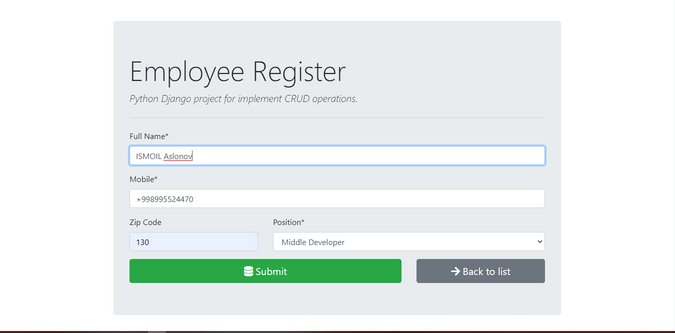 Employee Register
Python Django project for implement CRUD operations.
Full Name*
ISMOIL Aslonov
Mobile*
+998995524470
Zip Code Position*
130 Middle Developer
Submit Back to list